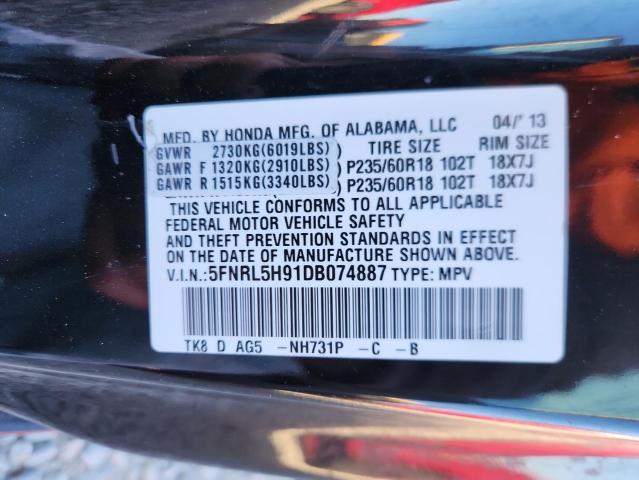 MFD. BY HONDA MFG. OF ALABAMA, LLC 04/'13
GVWR 2730KG(6019LBS) TIRE SIZE RIM SIZE
GAWR F 1320KG(2910LBS) P235/60R18 102T 18X7J
GAWR R 1515KG(3340LBS) P235/60R18 102T 18X7J
THIS VEHICLE CONFORMS TO ALL APPLICABLE
FEDERAL MOTOR VEHICLE SAFETY
AND THEFT PREVENTION STANDARDS IN EFFECT
ON THE DATE OF MANUFACTURE SHOWN ABOVE.
V.I.N.:5FNRL5H91DB074887 TYPE: MPV
TK8 D AG5 -NH731P -C -B